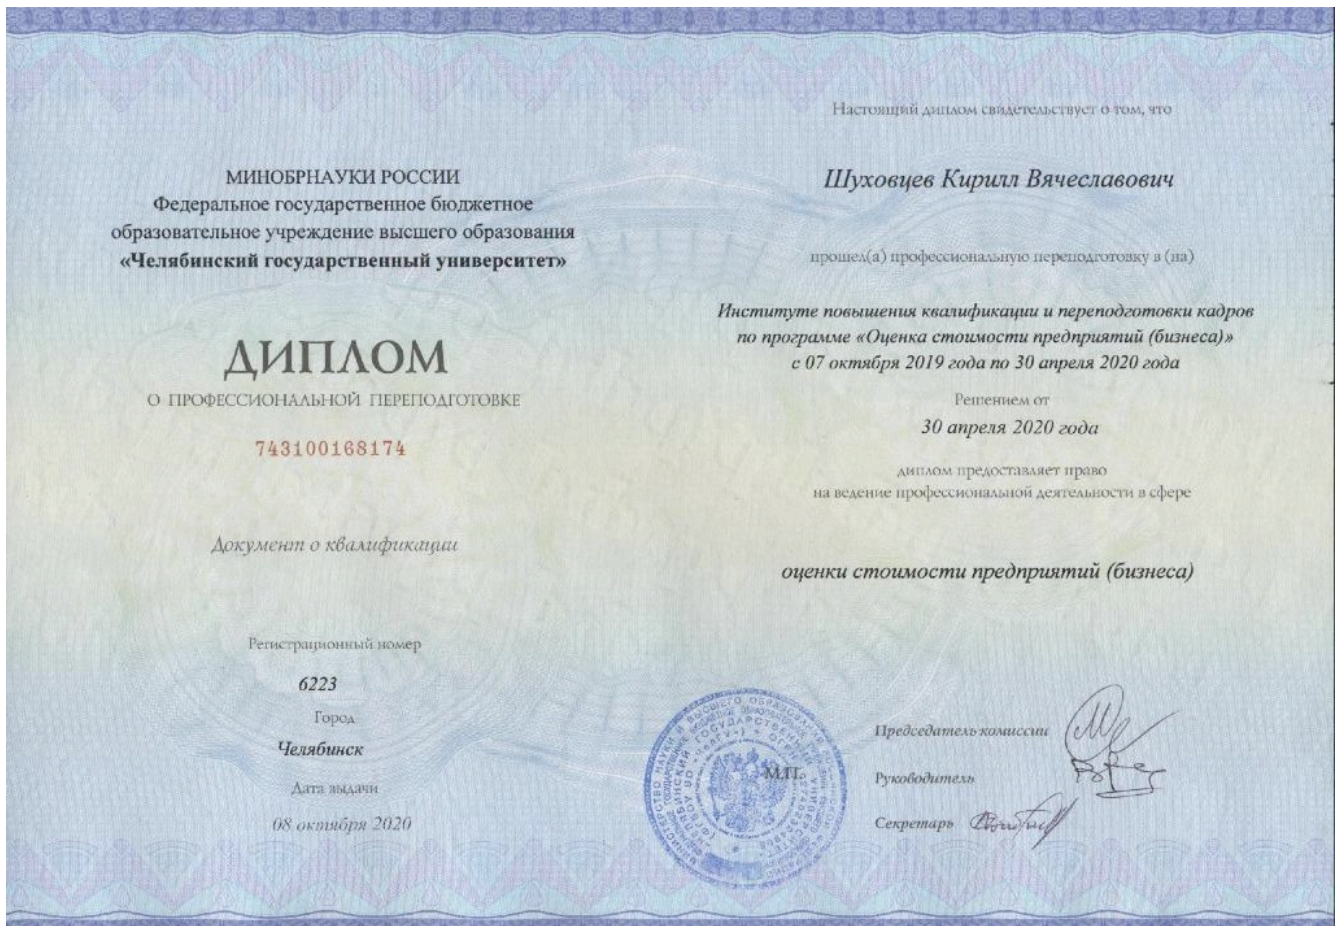 МИНОБРНАУКИ РОССИИ
Федеральное государственное бюджетное
образовательное учреждение высшего образования
«Челябинский государственный университет»
ДИПЛОМ
О ПРОФЕССИОНАЛЬНОЙ ПЕРЕПОДГОТОВКЕ
743100168174
Документ о квалификации
Регистрационный номер
6223
Город
Челябинск
Дата выдачи
08 октября 2020
Настоящий диплом свидетельствует о том, что
Шуховцев Кирилл Вячеславович
прошел(а) профессиональную переподготовку в (на)
Институте повышения квалификации и переподготовки кадров
по программе «Оценка стоимости предприятий (бизнеса)»
с 07 октября 2019 года по 30 апреля 2020 года
Решением от
30 апреля 2020 года
диплом предоставляет право
на ведение профессиональной деятельности в сфере
оценки стоимости предприятий (бизнеса)
М.П.
Председатель комиссии
Руководитель
Секретарь